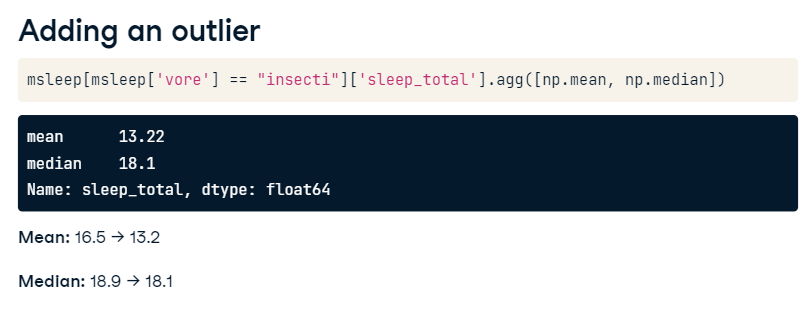 Adding an outlier
msleep[msleep['vore'] == "insecti"]['sleep_total'].agg([np.mean, np.median])
mean      13.22
median    18.1
Name: sleep_total, dtype: float64
Mean: 16.5 → 13.2
Median: 18.9 → 18.1